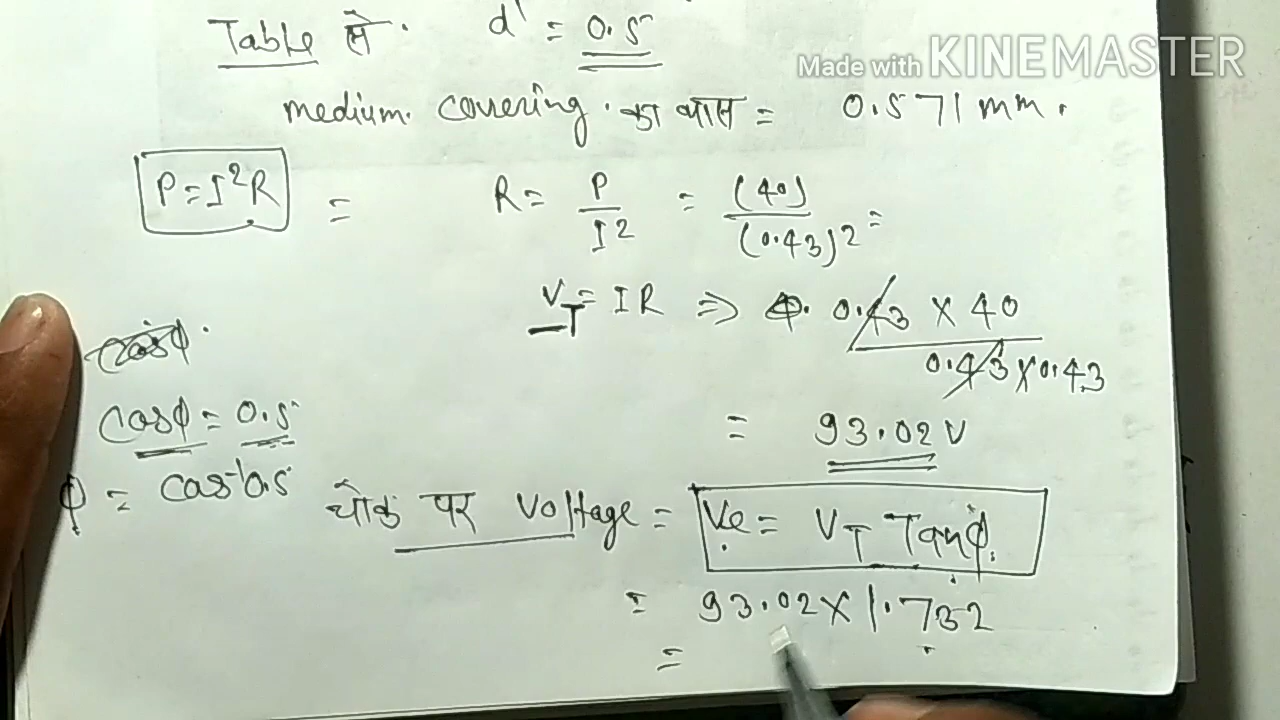 Table से. d' = 0.5
Made with KINEMASTER
medium. covering. का व्यास = 0.571 mm.
P=I²R = R= P/I² = (40)/(0.43)² =
V_T = IR ⇒ 0.43 X 40 / 0.43 X 0.43
cosϕ.
cosϕ = 0.5
= 93.02 V
ϕ = cos⁻¹0.5
चोक पर Voltage = Ve = V_T Tanϕ.
= 93.02 X 1.732
=